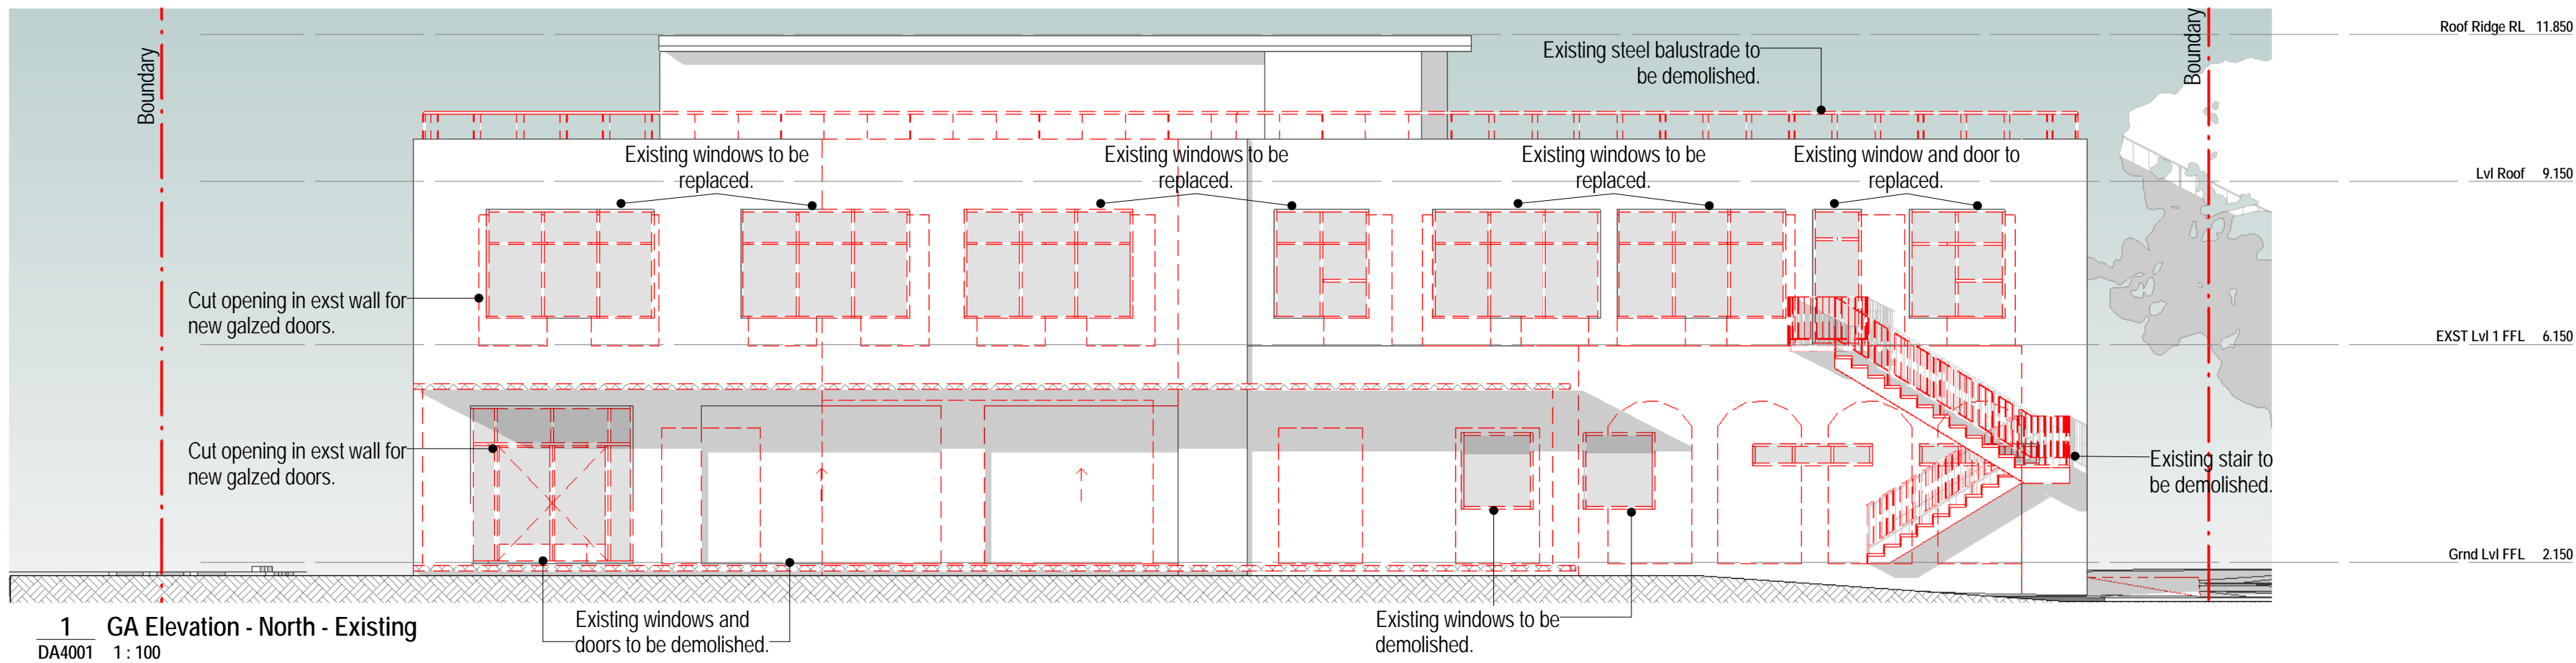 Boundary
Boundary
Roof Ridge RL 11.850
Existing steel balustrade to
be demolished.
Existing windows to be
replaced.
Existing windows to be
replaced.
Existing windows to be
replaced.
Existing window and door to
replaced.
Lvl Roof 9.150
Cut opening in exst wall for
new galzed doors.
EXST Lvl 1 FFL 6.150
Cut opening in exst wall for
new galzed doors.
Existing stair to
be demolished.
Grnd Lvl FFL 2.150
Existing windows and
doors to be demolished.
Existing windows to be
demolished.
1 GA Elevation - North - Existing
DA4001 1 : 100